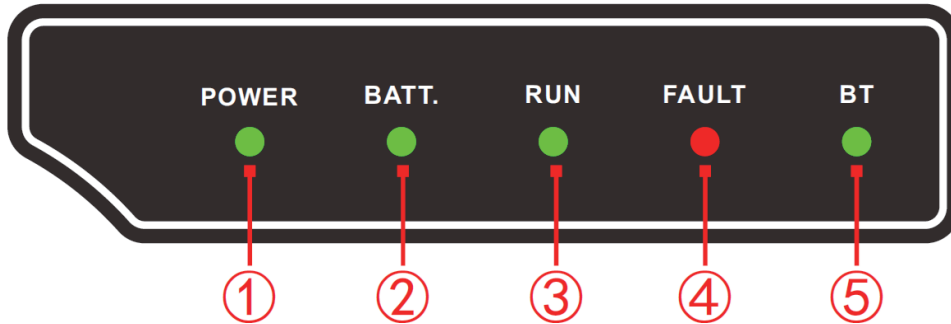 POWER BATT. RUN FAULT BT
① ② ③ ④ ⑤